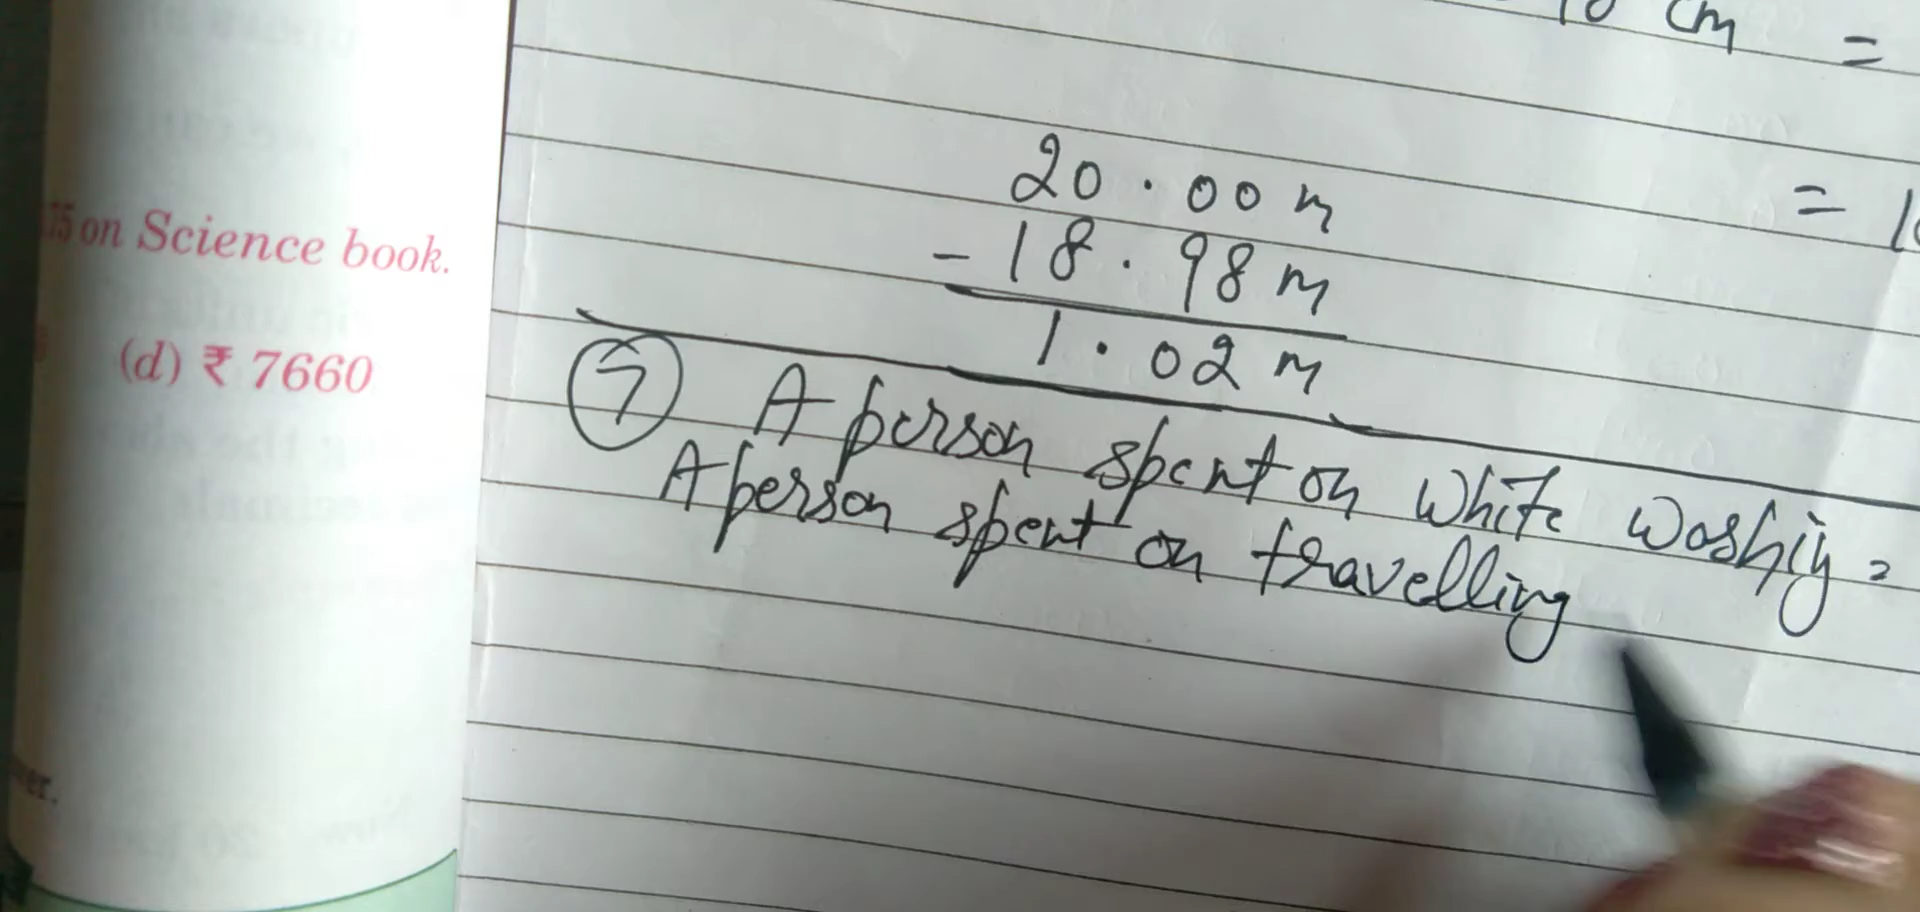 cm =
= 1
on Science book.
(d) ₹ 7660
20.00 m
- 18.98 m
1.02 m
7 A person spent on white washig =
A person spent on travelling